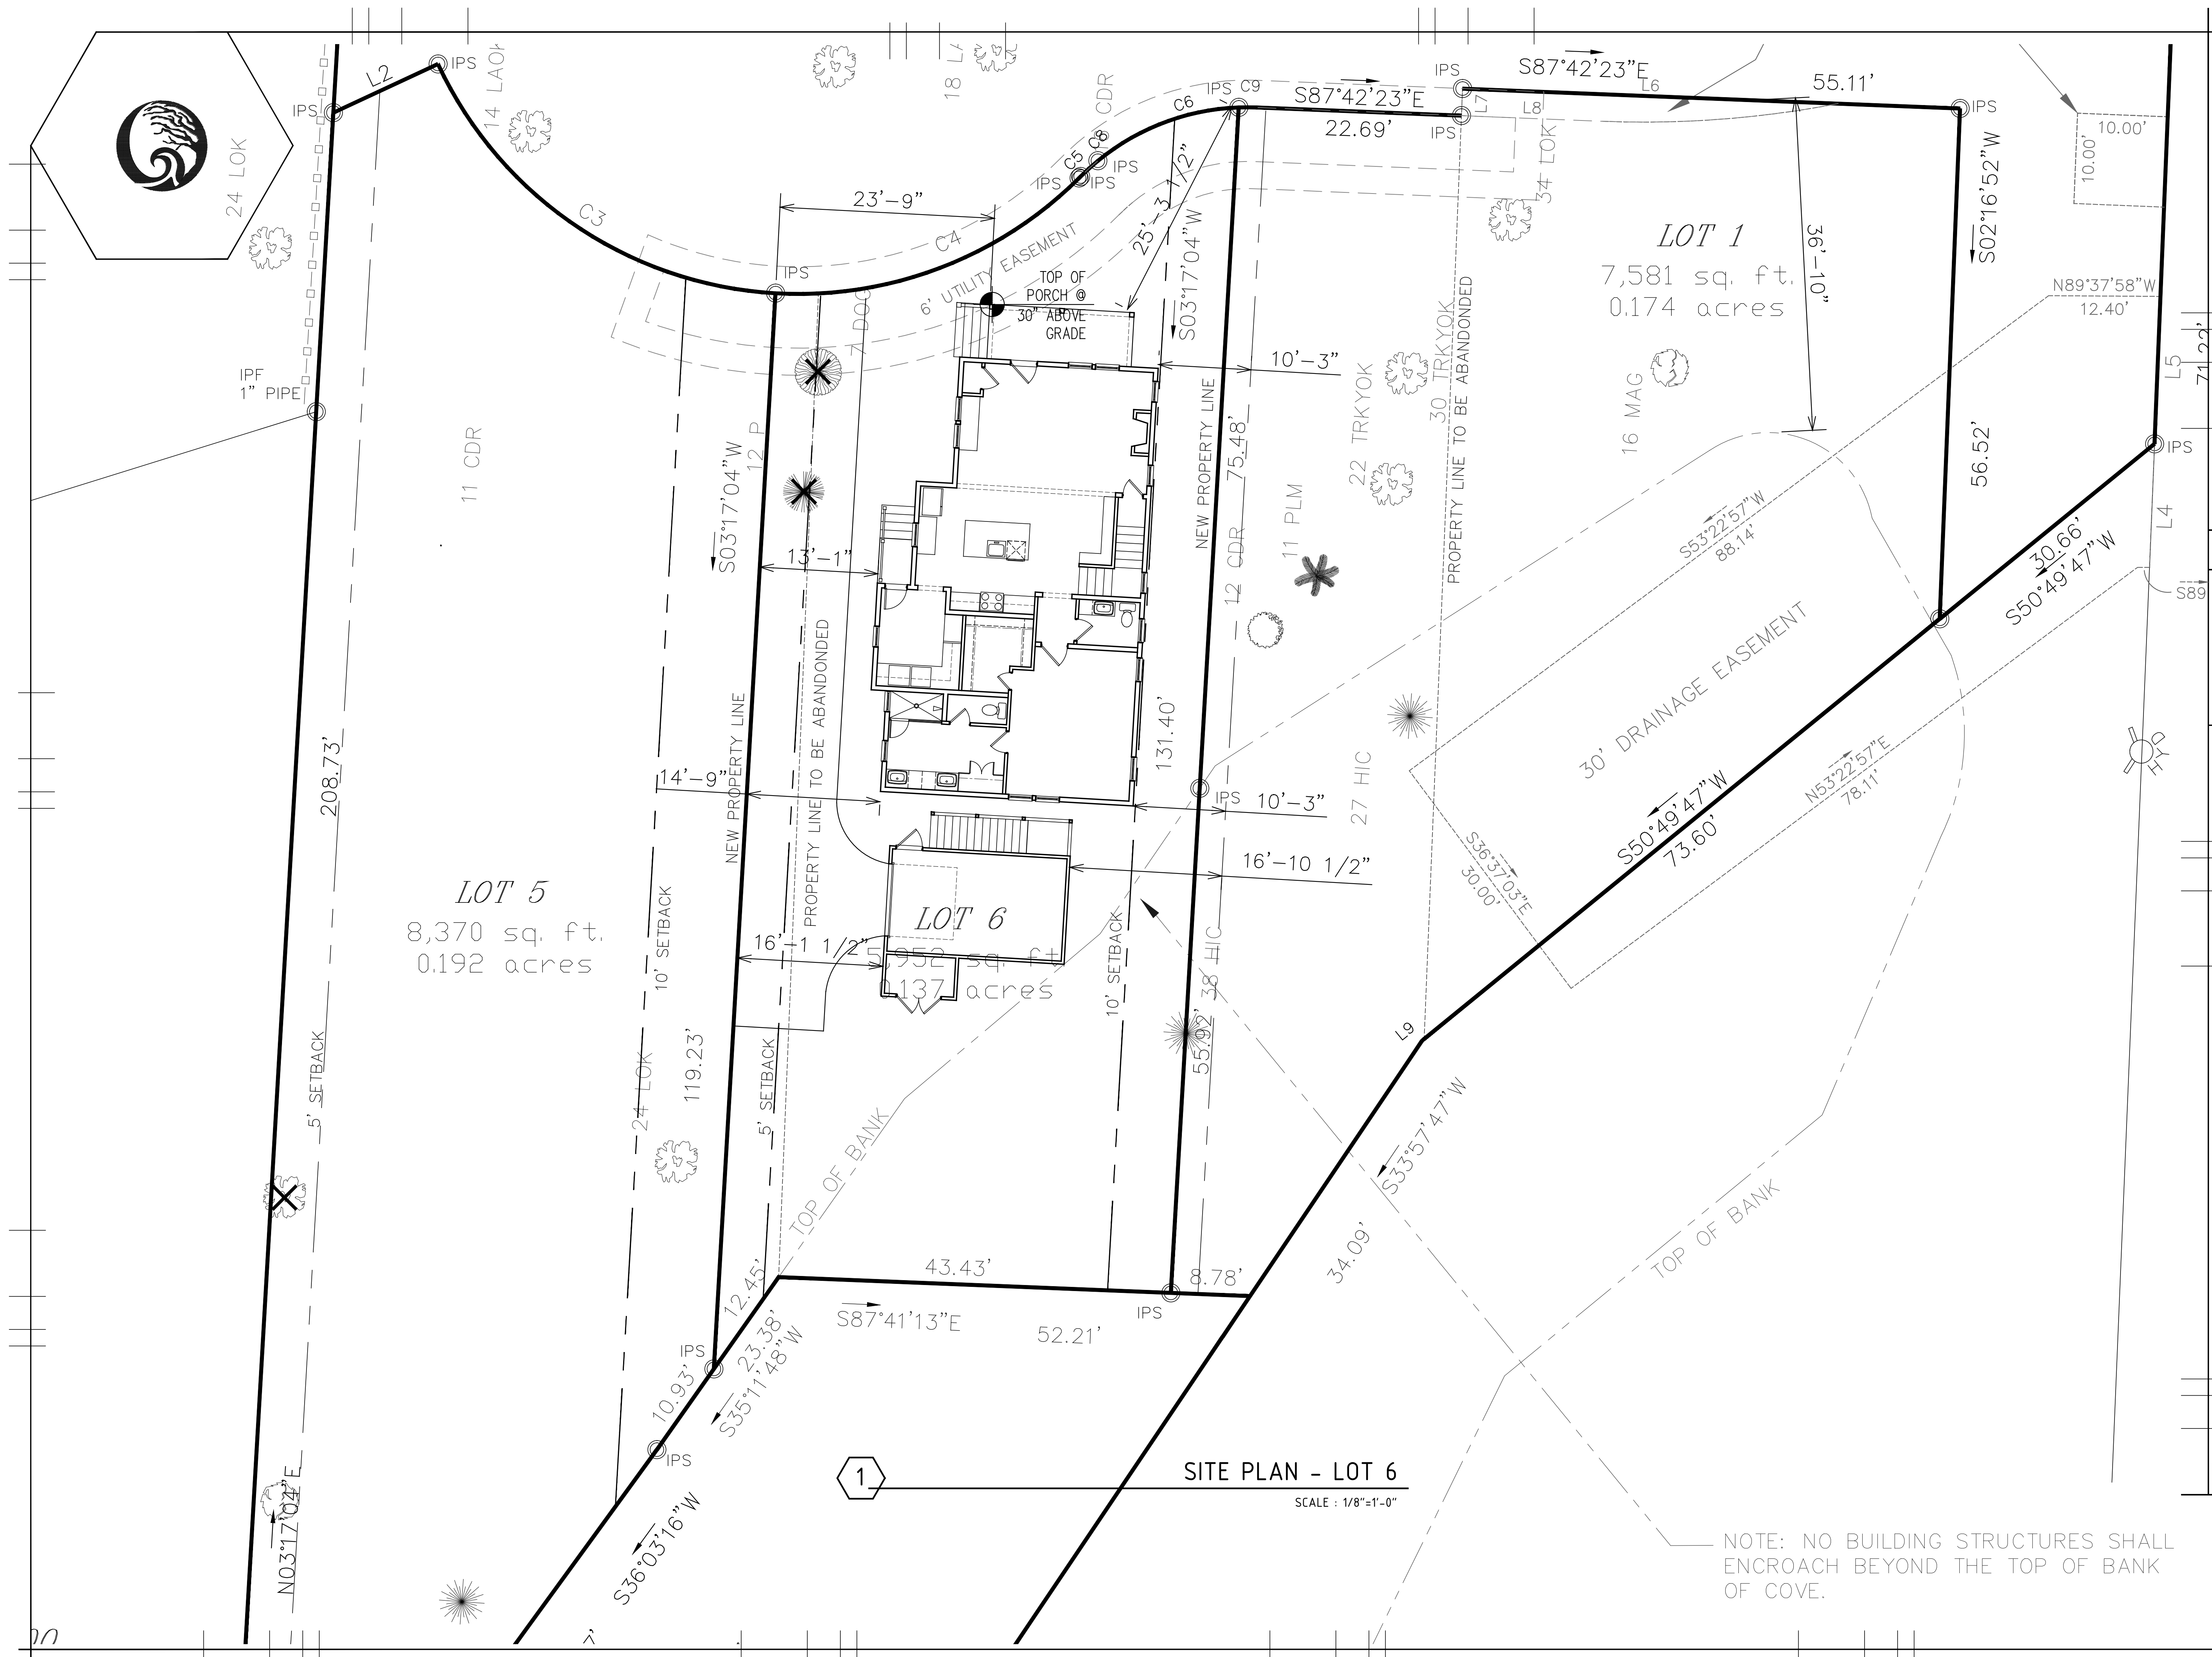 L2
IPS
IPS
24 LOK
14 LAOK
18 LA
CDR
C3
C4
C5
C8
C6
IPS
IPS
IPS C9
S87°42'23"E
22.69'
IPS
IPS
L7
L8
S87°42'23"E
L6
55.11'
IPS
10.00'
10.00'
34 LOK
23'-9"
25'-3 1/2"
IPS
6' UTILITY EASEMENT
TOP OF
PORCH @
30" ABOVE
GRADE
S03°17'04"W
LOT 1
7,581 sq. ft.
0.174 acres
36'-10"
S02°16'52"W
N89°37'58"W
12.40'
L5
71.22'
IPF
1" PIPE
7 DOG
10'-3"
30 TRKYOK
22 TRKYOK
16 MAG
11 CDR
12 P
S03°17'04"W
NEW PROPERTY LINE
75.48'
PROPERTY LINE TO BE ABANDONED
11 PLM
12 CDR
56.52'
IPS
L4
S53°22'57"W
88.14'
30.66'
S50°49'47"W
S89
13'-1"
208.73'
NEW PROPERTY LINE
PROPERTY LINE TO BE ABANDONED
131.40'
30' DRAINAGE EASEMENT
HYD
N53°22'57"E
78.11'
27 HIC
14'-9"
IPS
10'-3"
S50°49'47"W
73.60'
S36°37'03"E
30.00'
16'-10 1/2"
LOT 5
8,370 sq. ft.
0.192 acres
10' SETBACK
LOT 6
16'-1 1/2"
5,952 sq. ft
0.137 acres
10' SETBACK
38 HIC
55.92'
L9
5' SETBACK
24 LOK
119.23'
5' SETBACK
TOP OF BANK
S33°57'47"W
34.09'
TOP OF BANK
12.45'
43.43'
8.78'
S87°41'13"E
IPS
52.21'
IPS
23.38'
S35°11'48"W
10.93'
IPS
S36°03'16"W
N03°17'04"E
1
SITE PLAN - LOT 6
SCALE : 1/8"=1'-0"
NOTE: NO BUILDING STRUCTURES SHALL
ENCROACH BEYOND THE TOP OF BANK
OF COVE.